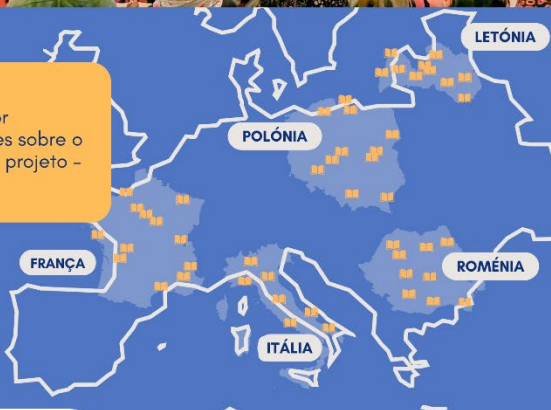 LETÓNIA
es sobre o
projeto –
POLÓNIA
FRANÇA
ROMÉNIA
ITÁLIA